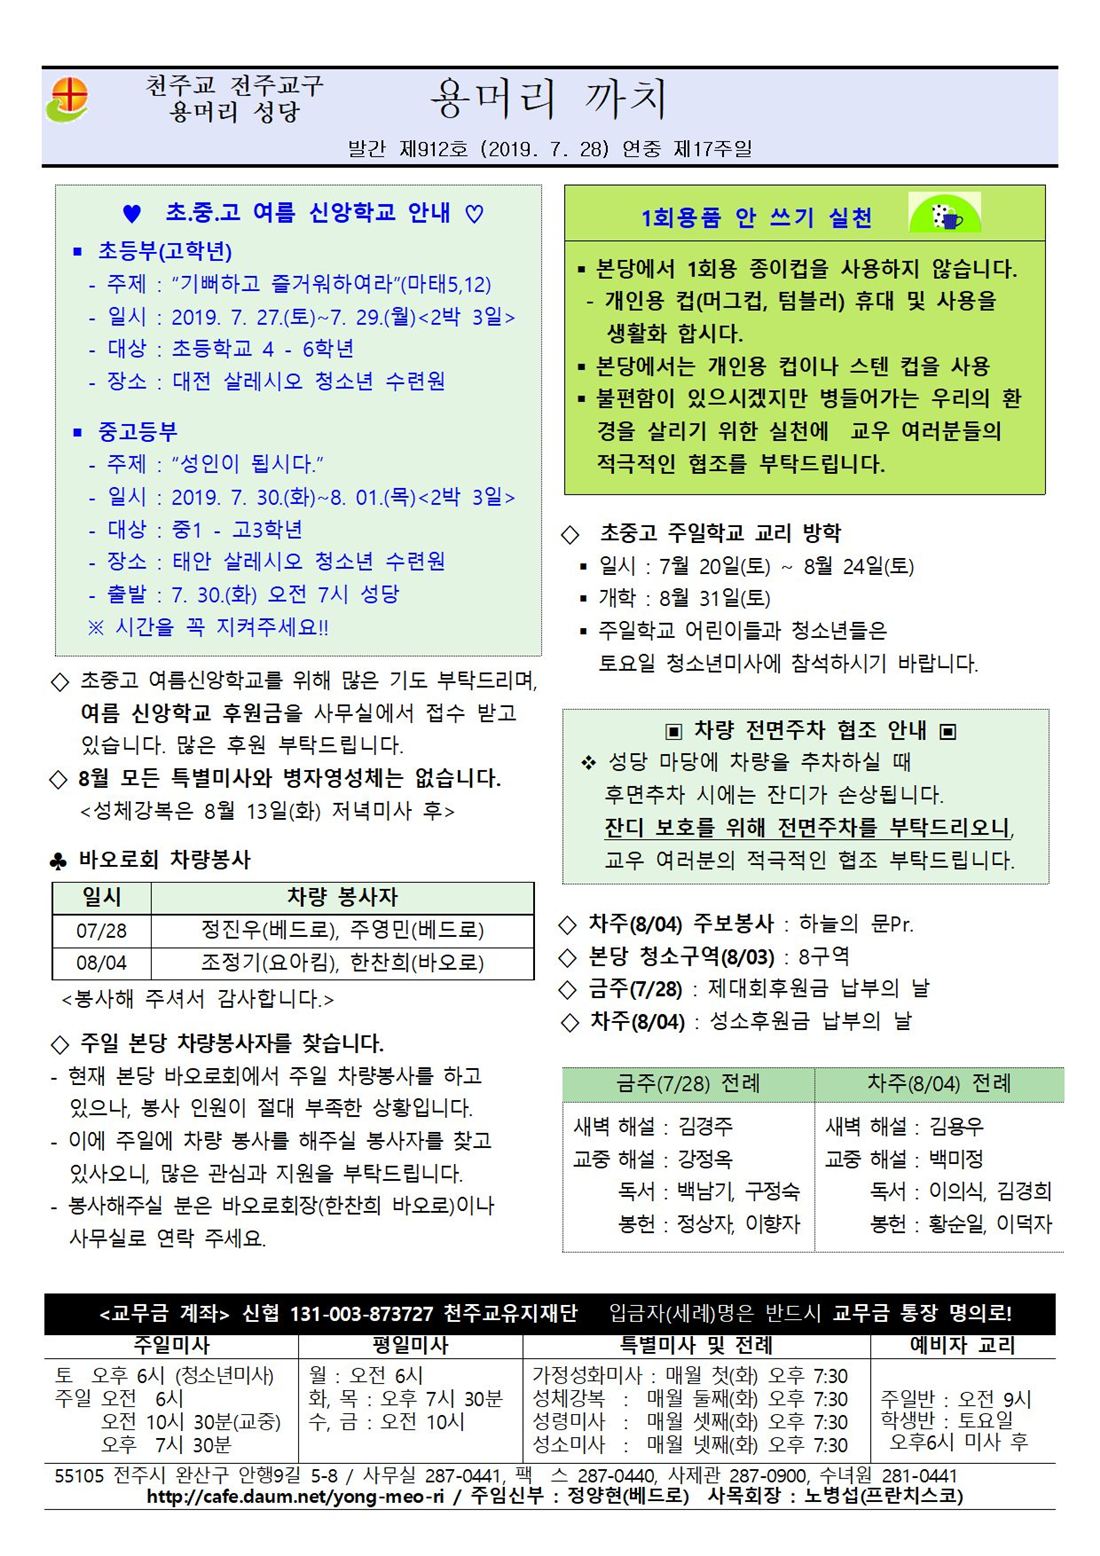 천주교 전주교구
용머리 성당
용머리 까치
발간 제912호 (2019. 7. 28) 연중 제17주일
♥ 초.중.고 여름 신앙학교 안내 ♡
▪ 초등부(고학년)
- 주제 : “기뻐하고 즐거워하여라”(마태5,12)
- 일시 : 2019. 7. 27.(토)~7. 29.(월)<2박 3일>
- 대상 : 초등학교 4 - 6학년
- 장소 : 대전 살레시오 청소년 수련원
▪ 중고등부
- 주제 : “성인이 됩시다.”
- 일시 : 2019. 7. 30.(화)~8. 01.(목)<2박 3일>
- 대상 : 중1 - 고3학년
- 장소 : 태안 살레시오 청소년 수련원
- 출발 : 7. 30.(화) 오전 7시 성당
※ 시간을 꼭 지켜주세요!!
◇ 초중고 여름신앙학교를 위해 많은 기도 부탁드리며,
여름 신앙학교 후원금을 사무실에서 접수 받고
있습니다. 많은 후원 부탁드립니다.
◇ 8월 모든 특별미사와 병자영성체는 없습니다.
<성체강복은 8월 13일(화) 저녁미사 후>
♣ 바오로회 차량봉사
일시 차량 봉사자
07/28 정진우(베드로), 주영민(베드로)
08/04 조정기(요아킴), 한찬희(바오로)
<봉사해 주셔서 감사합니다.>
◇ 주일 본당 차량봉사자를 찾습니다.
- 현재 본당 바오로회에서 주일 차량봉사를 하고
있으나, 봉사 인원이 절대 부족한 상황입니다.
- 이에 주일에 차량 봉사를 해주실 봉사자를 찾고
있사오니, 많은 관심과 지원을 부탁드립니다.
- 봉사해주실 분은 바오로회장(한찬희 바오로)이나
사무실로 연락 주세요.
1회용품 안 쓰기 실천
▪ 본당에서 1회용 종이컵을 사용하지 않습니다.
- 개인용 컵(머그컵, 텀블러) 휴대 및 사용을
생활화 합시다.
▪ 본당에서는 개인용 컵이나 스텐 컵을 사용
▪ 불편함이 있으시겠지만 병들어가는 우리의 환
경을 살리기 위한 실천에 교우 여러분들의
적극적인 협조를 부탁드립니다.
◇ 초중고 주일학교 교리 방학
▪ 일시 : 7월 20일(토) ~ 8월 24일(토)
▪ 개학 : 8월 31일(토)
▪ 주일학교 어린이들과 청소년들은
토요일 청소년미사에 참석하시기 바랍니다.
▣ 차량 전면주차 협조 안내 ▣
❖ 성당 마당에 차량을 추차하실 때
후면추차 시에는 잔디가 손상됩니다.
잔디 보호를 위해 전면주차를 부탁드리오니,
교우 여러분의 적극적인 협조 부탁드립니다.
◇ 차주(8/04) 주보봉사 : 하늘의 문Pr.
◇ 본당 청소구역(8/03) : 8구역
◇ 금주(7/28) : 제대회후원금 납부의 날
◇ 차주(8/04) : 성소후원금 납부의 날
금주(7/28) 전례 차주(8/04) 전례
새벽 해설 : 김경주 새벽 해설 : 김용우
교중 해설 : 강정옥 교중 해설 : 백미정
독서 : 백남기, 구정숙 독서 : 이의식, 김경희
봉헌 : 정상자, 이향자 봉헌 : 황순일, 이덕자
<교무금 계좌> 신협 131-003-873727 천주교유지재단 입금자(세례)명은 반드시 교무금 통장 명의로!
주일미사 평일미사 특별미사 및 전례 예비자 교리
토 오후 6시 (청소년미사)
주일 오전 6시
오전 10시 30분(교중)
오후 7시 30분
월 : 오전 6시
화, 목 : 오후 7시 30분
수, 금 : 오전 10시
가정성화미사 : 매월 첫(화) 오후 7:30
성체강복 : 매월 둘째(화) 오후 7:30
성령미사 : 매월 셋째(화) 오후 7:30
성소미사 : 매월 넷째(화) 오후 7:30
주일반 : 오전 9시
학생반 : 토요일
오후6시 미사 후
55105 전주시 완산구 안행9길 5-8 / 사무실 287-0441, 팩 스 287-0440, 사제관 287-0900, 수녀원 281-0441
http://cafe.daum.net/yong-meo-ri / 주임신부 : 정양현(베드로) 사목회장 : 노병섭(프란치스코)